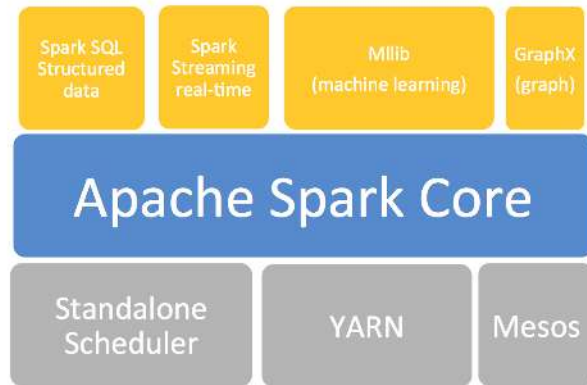 Spark SQL
Structured
data
Spark
Streaming
real-time
Mllib
(machine learning)
GraphX
(graph)
Apache Spark Core
Standalone
Scheduler
YARN
Mesos